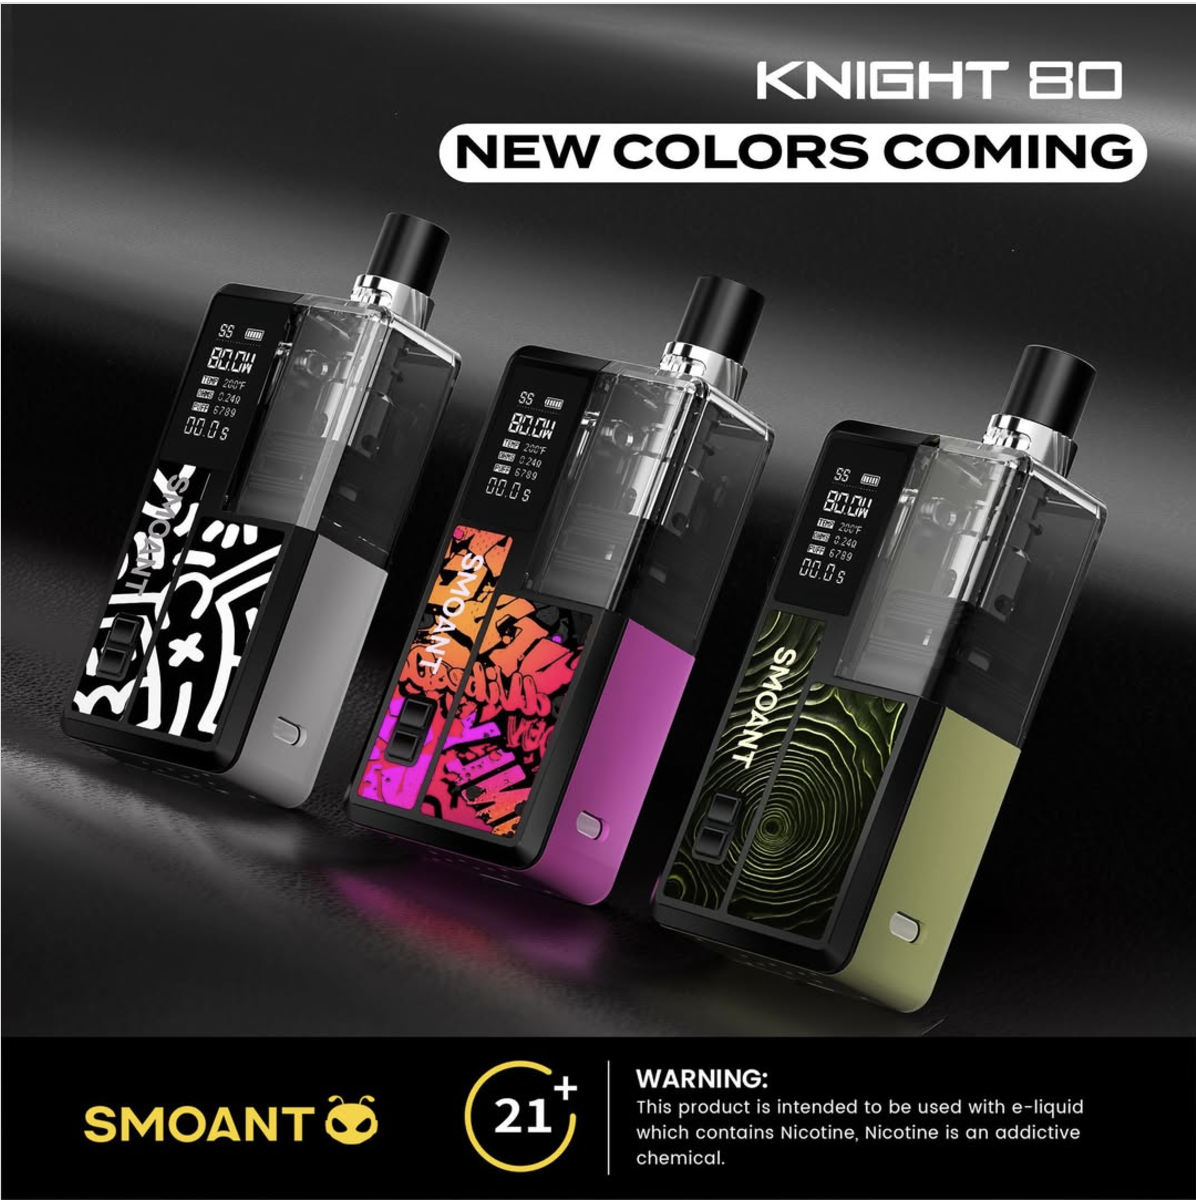 KNIGHT 80
NEW COLORS COMING
SS
80.0W
TEMP 200°F
OHMS 0.24Ω
PUFF 6789
00.0s
SMOANT
SS
80.0W
TEMP 200°F
OHMS 0.24Ω
PUFF 6789
00.0s
SMOANT
SS
80.0W
TEMP 200°F
OHMS 0.24Ω
PUFF 6789
00.0s
SMOANT
SMOANT
21+
WARNING:
This product is intended to be used with e-liquid
which contains Nicotine, Nicotine is an addictive
chemical.